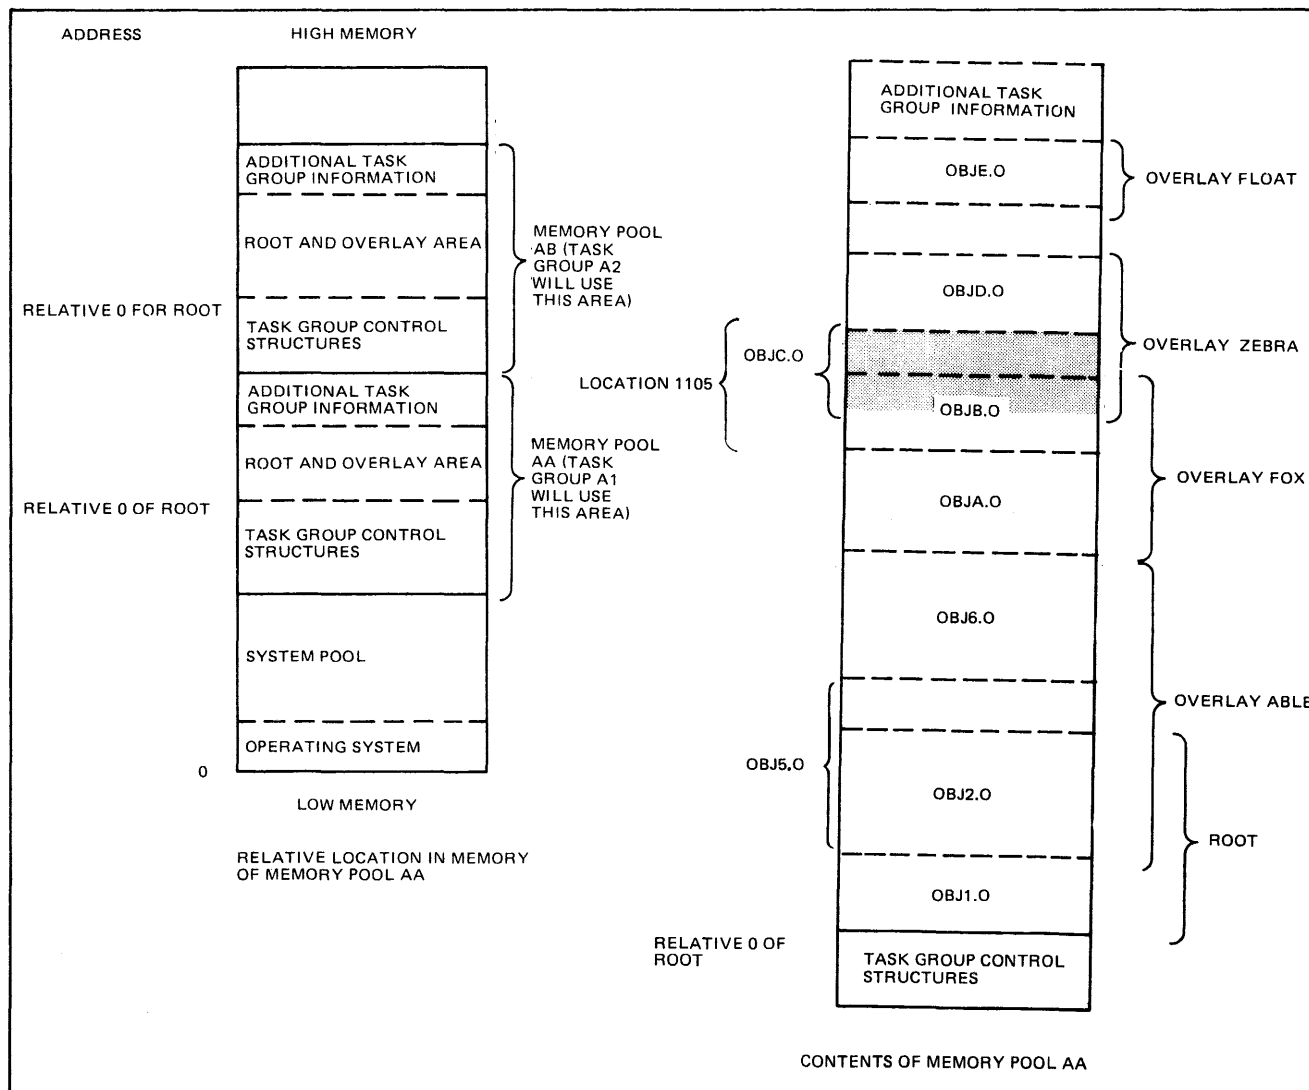 ADDRESS
HIGH MEMORY
ADDITIONAL TASK
GROUP INFORMATION
ROOT AND OVERLAY AREA
MEMORY POOL
AB (TASK
GROUP A2
WILL USE
THIS AREA)
RELATIVE 0 FOR ROOT
TASK GROUP CONTROL
STRUCTURES
ADDITIONAL TASK
GROUP INFORMATION
ROOT AND OVERLAY AREA
MEMORY POOL
AA (TASK
GROUP A1
WILL USE
THIS AREA)
RELATIVE 0 OF ROOT
TASK GROUP CONTROL
STRUCTURES
SYSTEM POOL
OPERATING SYSTEM
0
LOW MEMORY
RELATIVE LOCATION IN MEMORY
OF MEMORY POOL AA
ADDITIONAL TASK
GROUP INFORMATION
OBJE.O
OVERLAY FLOAT
OBJD.O
OVERLAY ZEBRA
OBJC.O
LOCATION 1105
OBJB.O
OVERLAY FOX
OBJA.O
OBJ6.O
OVERLAY ABLE
OBJ5.O
OBJ2.O
ROOT
OBJ1.O
RELATIVE 0 OF
ROOT
TASK GROUP CONTROL
STRUCTURES
CONTENTS OF MEMORY POOL AA